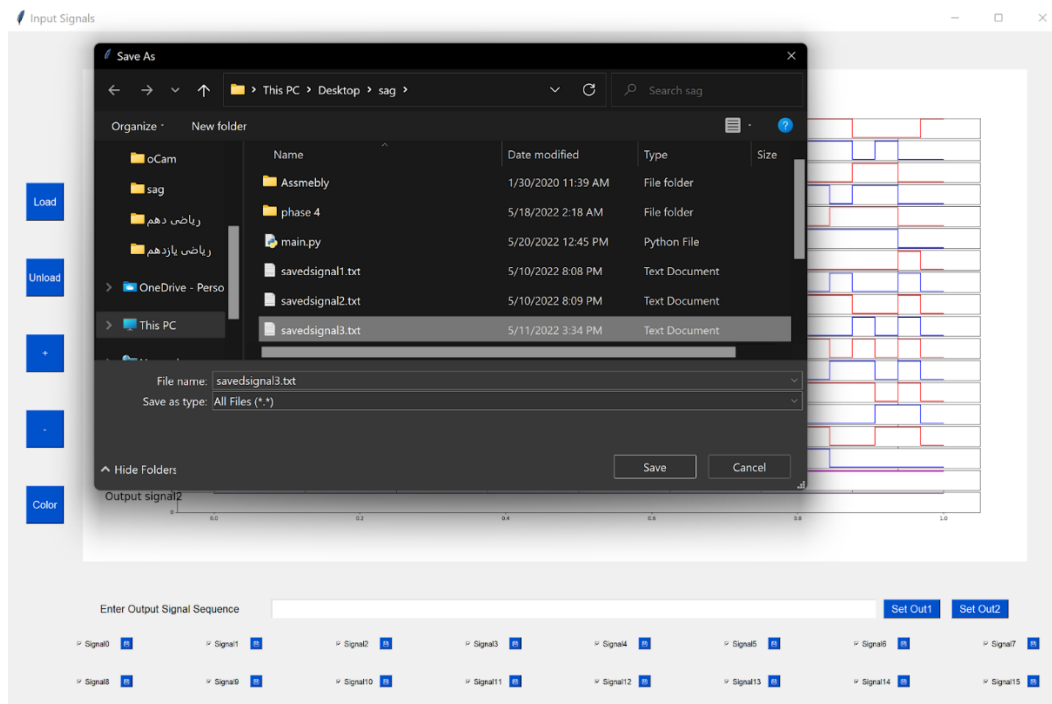 Input Signals
Save As
This PC > Desktop > sag >
Search sag
Organize
New folder
Name
Date modified
Type
Size
oCam
sag
ریاضی دهم
ریاضی یازدهم
OneDrive - Perso
This PC
Assmebly 1/30/2020 11:39 AM File folder
phase 4 5/18/2022 2:18 AM File folder
main.py 5/20/2022 12:45 PM Python File
savedsignal1.txt 5/10/2022 8:08 PM Text Document
savedsignal2.txt 5/10/2022 8:09 PM Text Document
savedsignal3.txt 5/11/2022 3:34 PM Text Document
File name: savedsignal3.txt
Save as type: All Files (*.*)
Hide Folders
Save
Cancel
Load
Unload
+
-
Color
Output signal2
0
0.0 0.2 0.4 0.6 0.8 1.0
Enter Output Signal Sequence
Set Out1
Set Out2
Signal0 Signal1 Signal2 Signal3 Signal4 Signal5 Signal6 Signal7
Signal8 Signal9 Signal10 Signal11 Signal12 Signal13 Signal14 Signal15